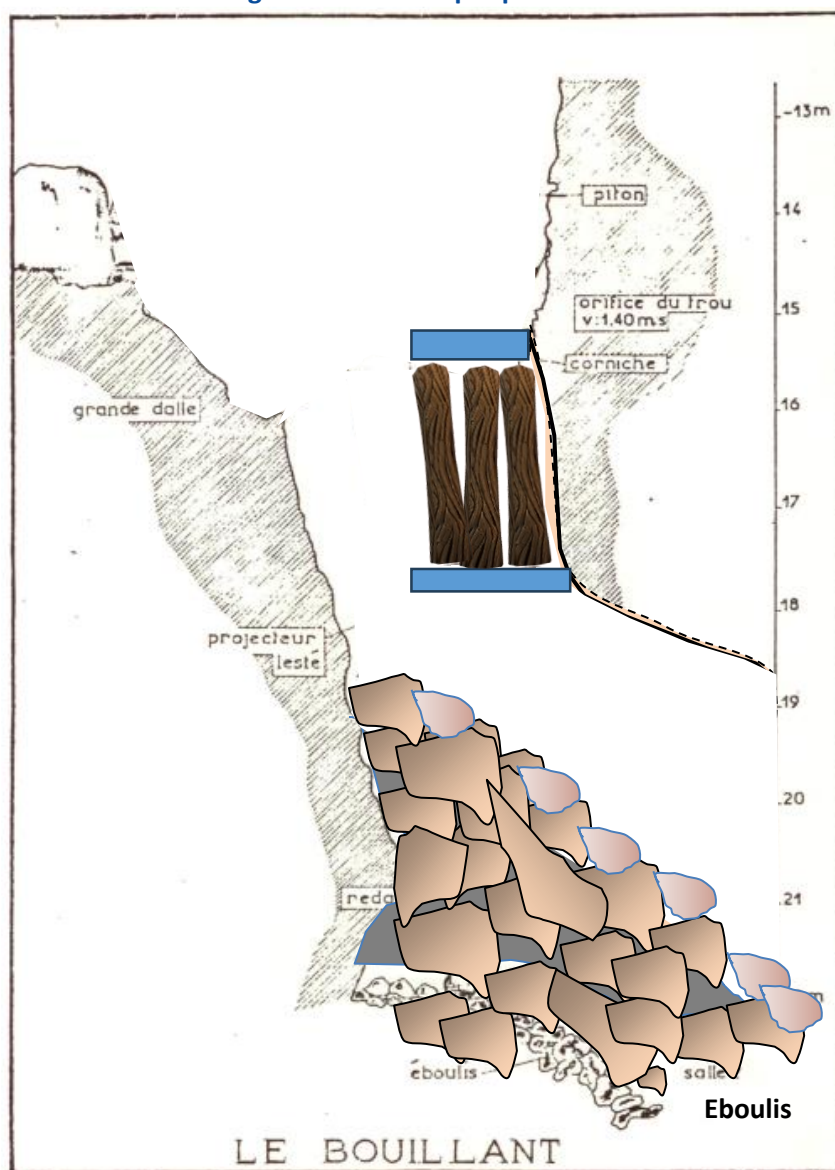 -13m
piton
14
orifice du trou
v:1,40ms
15
corniche
grande dalle
16
17
18
projecteur
lesté
19
20
21
m
éboulis
salle
Eboulis
LE BOUILLANT